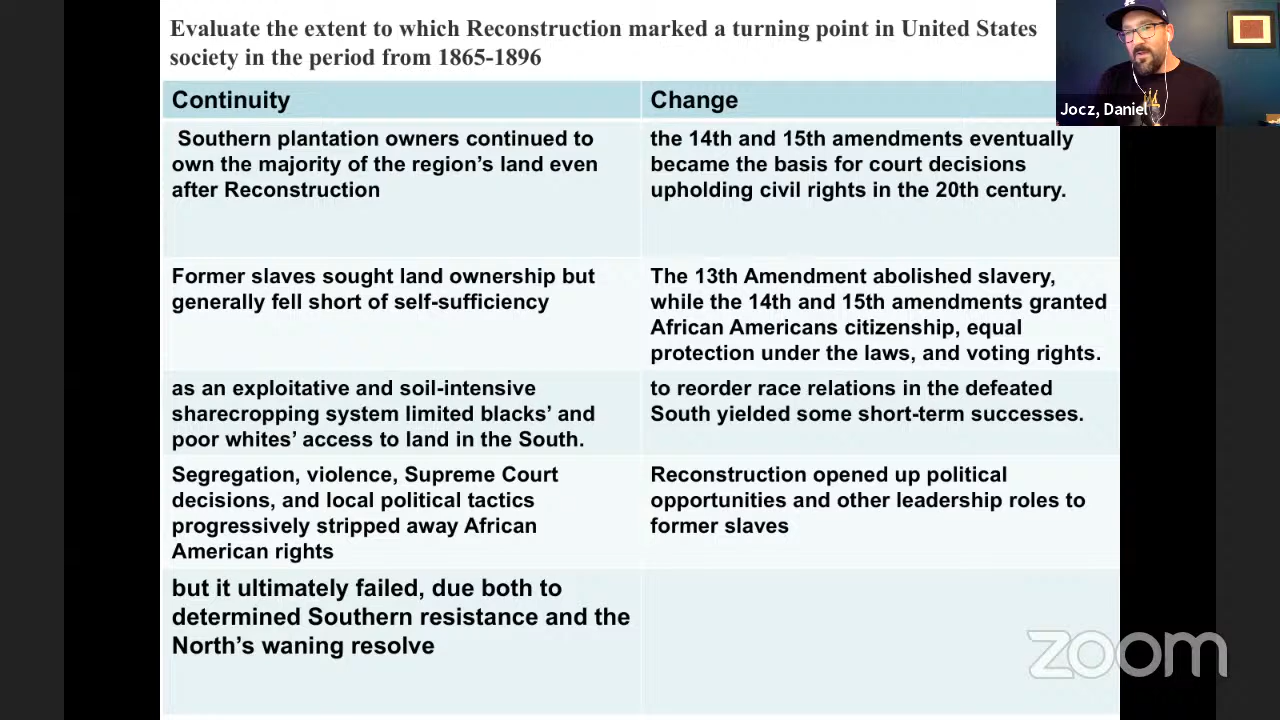 Evaluate the extent to which Reconstruction marked a turning point in United States
society in the period from 1865-1896
Jocz, Daniel
Continuity
Change
Southern plantation owners continued to
own the majority of the region's land even
after Reconstruction
the 14th and 15th amendments eventually
became the basis for court decisions
upholding civil rights in the 20th century.
Former slaves sought land ownership but
generally fell short of self-sufficiency
The 13th Amendment abolished slavery,
while the 14th and 15th amendments granted
African Americans citizenship, equal
protection under the laws, and voting rights.
as an exploitative and soil-intensive
sharecropping system limited blacks' and
poor whites' access to land in the South.
to reorder race relations in the defeated
South yielded some short-term successes.
Segregation, violence, Supreme Court
decisions, and local political tactics
progressively stripped away African
American rights
Reconstruction opened up political
opportunities and other leadership roles to
former slaves
but it ultimately failed, due both to
determined Southern resistance and the
North's waning resolve
zoom